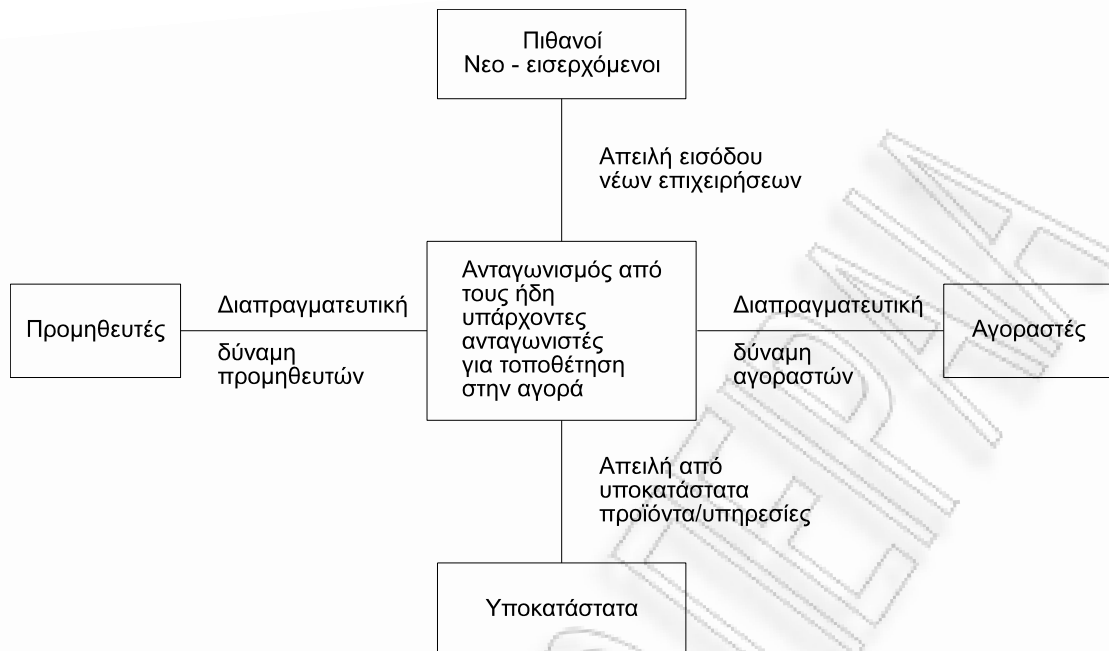 Πιθανοί
Νεο - εισερχόμενοι
Απειλή εισόδου
νέων επιχειρήσεων
Προμηθευτές
Διαπραγματευτική
δύναμη
προμηθευτών
Ανταγωνισμός από
τους ήδη
υπάρχοντες
ανταγωνιστές
για τοποθέτηση
στην αγορά
Διαπραγματευτική
δύναμη
αγοραστών
Αγοραστές
Απειλή από
υποκατάστατα
προϊόντα/υπηρεσίες
Υποκατάστατα